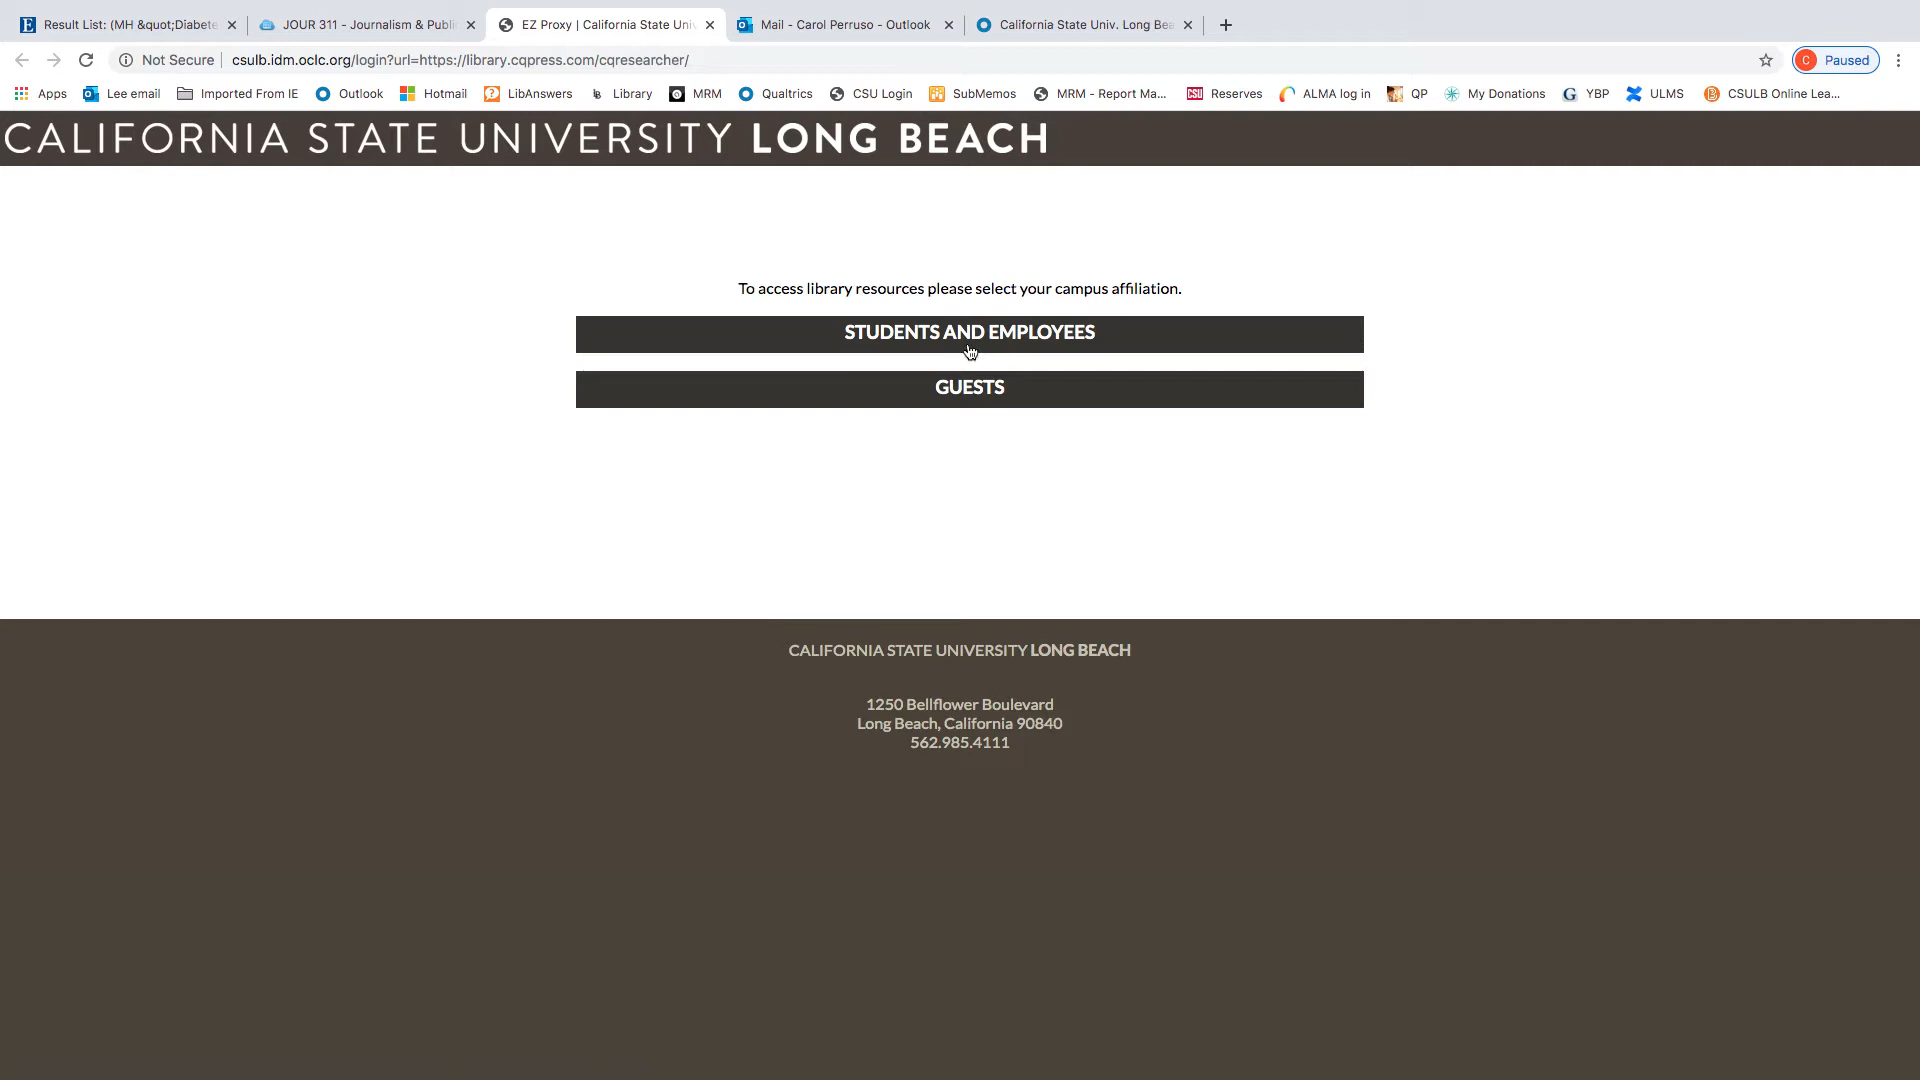 Result List: (MH &quot;Diabete
JOUR 311 - Journalism & Publi
EZ Proxy | California State Uni
Mail - Carol Perruso - Outlook
California State Univ. Long Bea
Not Secure
csulb.idm.oclc.org/login?url=https://library.cqpress.com/cqresearcher/
C
Paused
Apps
Lee email
Imported From IE
Outlook
Hotmail
LibAnswers
Library
MRM
Qualtrics
CSU Login
SubMemos
MRM - Report Ma...
Reserves
ALMA log in
QP
My Donations
YBP
ULMS
CSULB Online Lea...
CALIFORNIA STATE UNIVERSITY LONG BEACH
To access library resources please select your campus affiliation.
STUDENTS AND EMPLOYEES
GUESTS
CALIFORNIA STATE UNIVERSITY LONG BEACH
1250 Bellflower Boulevard
Long Beach, California 90840
562.985.4111